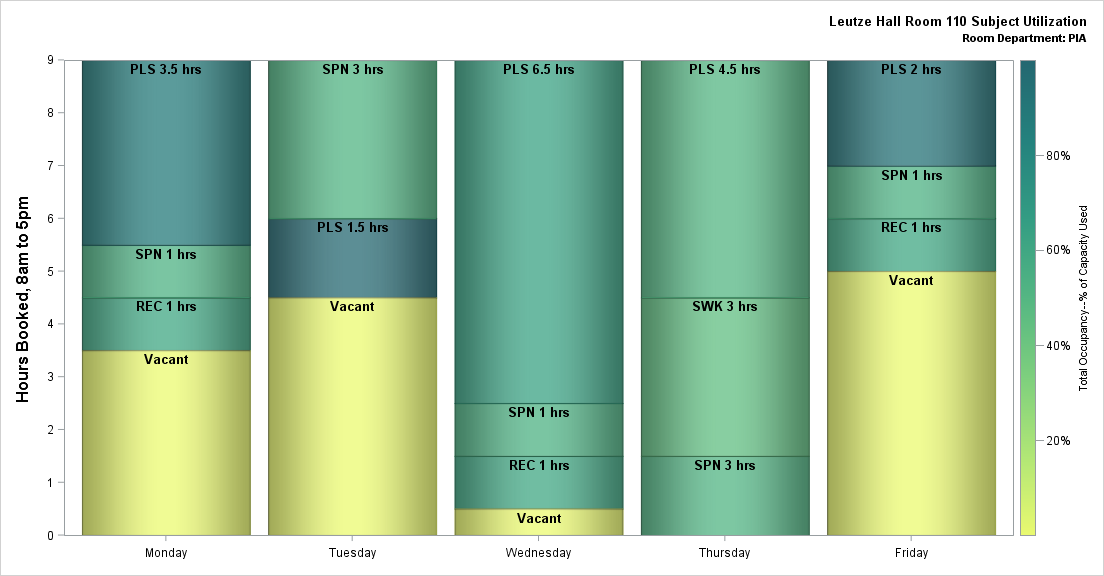 Leutze Hall Room 110 Subject Utilization
Room Department: PIA
Hours Booked, 8am to 5pm
9
8
7
6
5
4
3
2
1
0
PLS 3.5 hrs
SPN 1 hrs
REC 1 hrs
Vacant
SPN 3 hrs
PLS 1.5 hrs
Vacant
PLS 6.5 hrs
SPN 1 hrs
REC 1 hrs
Vacant
PLS 4.5 hrs
SWK 3 hrs
SPN 3 hrs
PLS 2 hrs
SPN 1 hrs
REC 1 hrs
Vacant
Monday
Tuesday
Wednesday
Thursday
Friday
80%
60%
40%
20%
Total Occupancy--% of Capacity Used